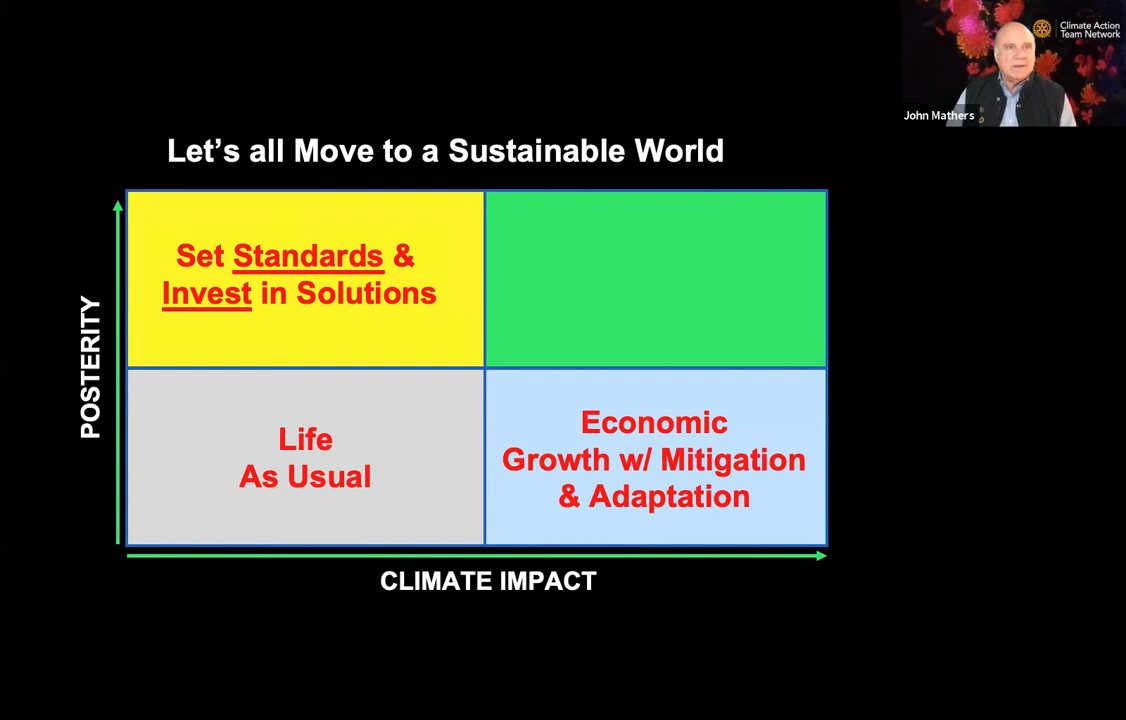 Climate Action
Team Network
John Mathers
Let's all Move to a Sustainable World
Set Standards &
Invest in Solutions
POSTERITY
Life
As Usual
Economic
Growth w/ Mitigation
& Adaptation
CLIMATE IMPACT